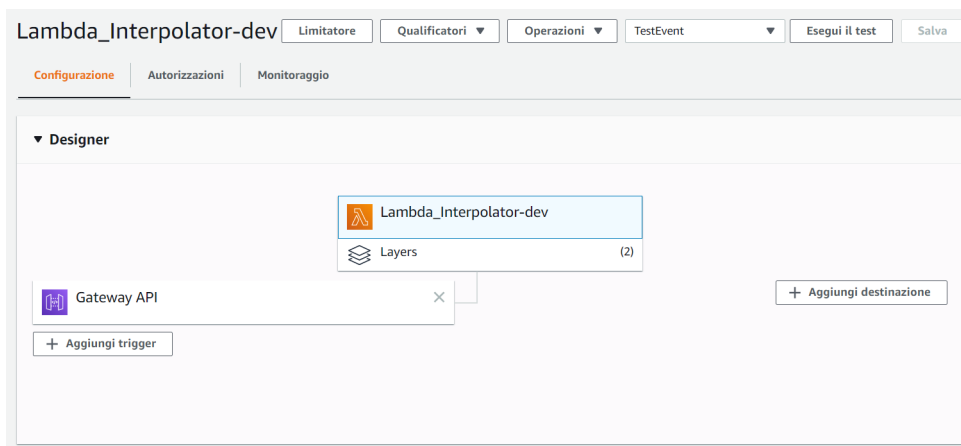 Lambda_Interpolator-dev Limitatore Qualificatori Operazioni TestEvent Esegui il test Salva
Configurazione Autorizzazioni Monitoraggio
Designer
Lambda_Interpolator-dev
Layers (2)
Gateway API
Aggiungi destinazione
Aggiungi trigger